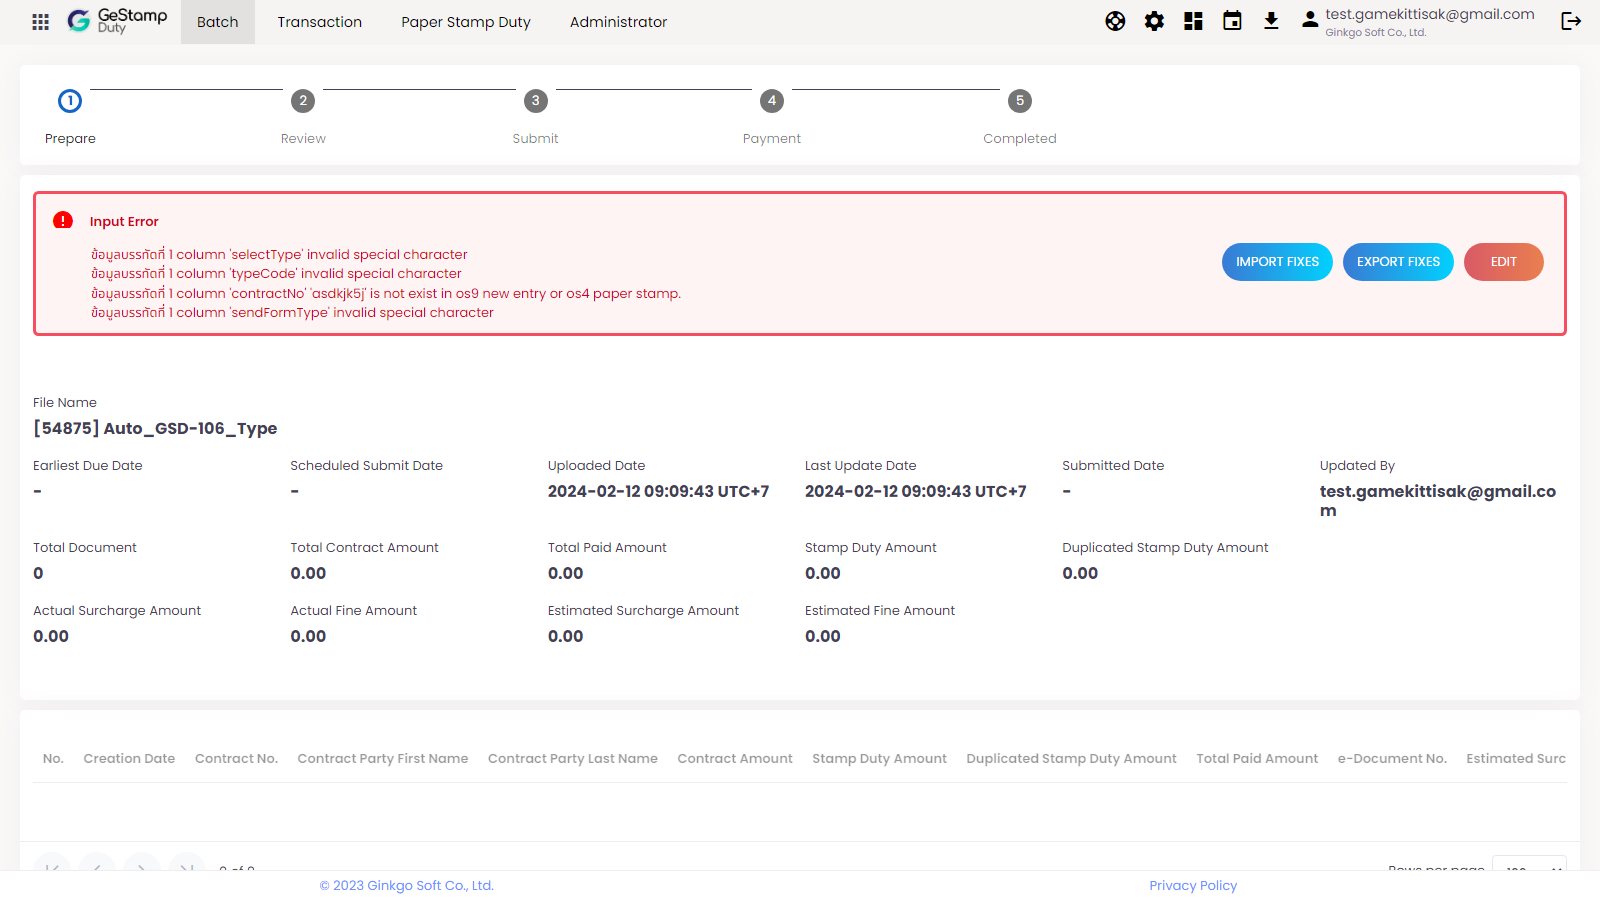 GeStamp
Duty
Batch
Transaction
Paper Stamp Duty
Administrator
test.gamekittisak@gmail.com
Ginkgo Soft Co., Ltd.
1
2
3
4
5
Prepare
Review
Submit
Payment
Completed
Input Error
ข้อมูลบรรทัดที่ 1 column 'selectType' invalid special character
ข้อมูลบรรทัดที่ 1 column 'typeCode' invalid special character
ข้อมูลบรรทัดที่ 1 column 'contractNo' 'asdkjk5j' is not exist in os9 new entry or os4 paper stamp.
ข้อมูลบรรทัดที่ 1 column 'sendFormType' invalid special character
IMPORT FIXES
EXPORT FIXES
EDIT
File Name
[54875] Auto_GSD-106_Type
Earliest Due Date
-
Scheduled Submit Date
-
Uploaded Date
2024-02-12 09:09:43 UTC+7
Last Update Date
2024-02-12 09:09:43 UTC+7
Submitted Date
-
Updated By
test.gamekittisak@gmail.co
m
Total Document
0
Total Contract Amount
0.00
Total Paid Amount
0.00
Stamp Duty Amount
0.00
Duplicated Stamp Duty Amount
0.00
Actual Surcharge Amount
0.00
Actual Fine Amount
0.00
Estimated Surcharge Amount
0.00
Estimated Fine Amount
0.00
No.
Creation Date
Contract No.
Contract Party First Name
Contract Party Last Name
Contract Amount
Stamp Duty Amount
Duplicated Stamp Duty Amount
Total Paid Amount
e-Document No.
Estimated Surc
Rows per page
© 2023 Ginkgo Soft Co., Ltd.
Privacy Policy